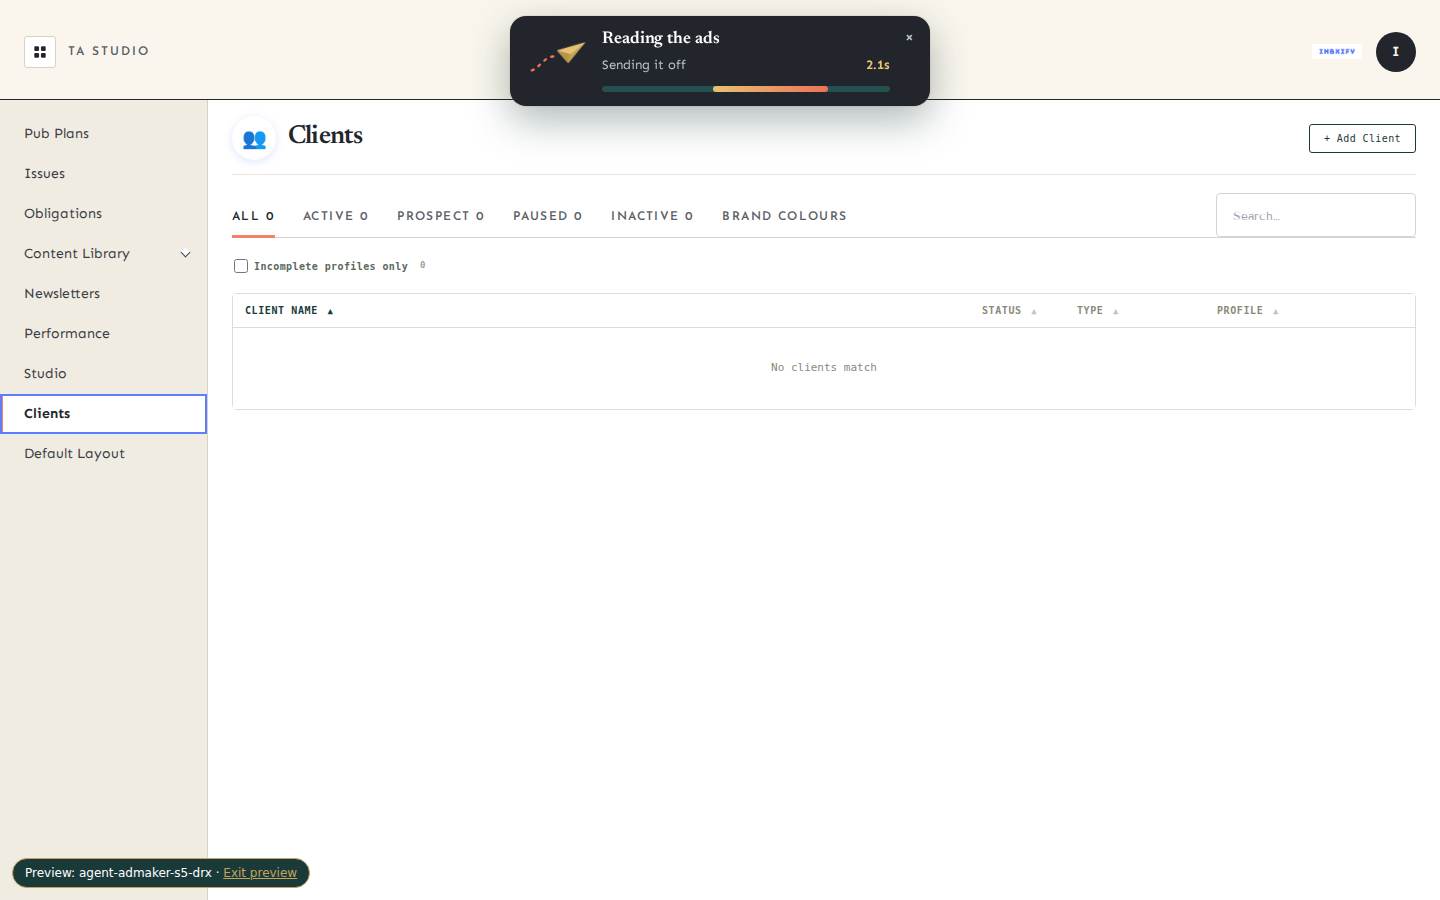 TA STUDIO
Reading the ads
×
Sending it off
2.1s
INBXIFY
I
Pub Plans
Issues
Obligations
Content Library
Newsletters
Performance
Studio
Clients
Default Layout
Clients
+ Add Client
ALL 0
ACTIVE 0
PROSPECT 0
PAUSED 0
INACTIVE 0
BRAND COLOURS
Search...
Incomplete profiles only 0
CLIENT NAME ▲
STATUS ▲
TYPE ▲
PROFILE ▲
No clients match
Preview: agent-admaker-s5-drx · Exit preview